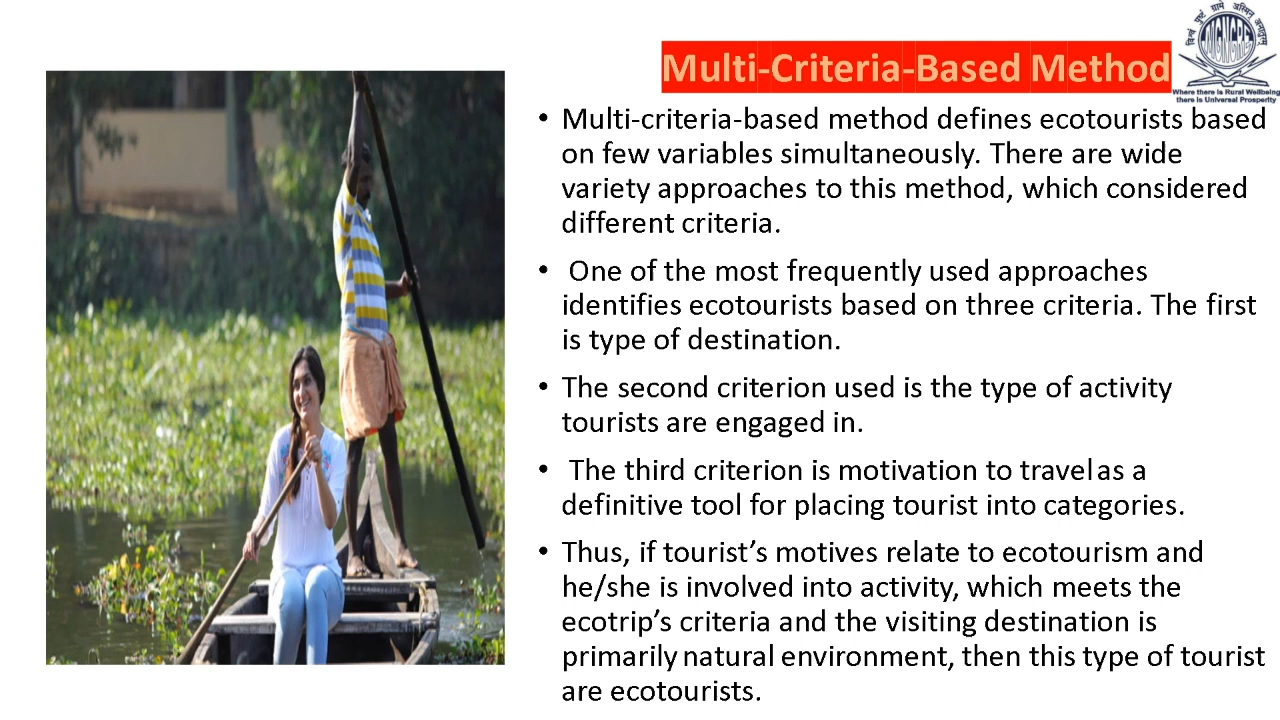 Multi-Criteria-Based Method
Where there is Rural Wellbeing
there is Universal Prosperity
• Multi-criteria-based method defines ecotourists based
on few variables simultaneously. There are wide
variety approaches to this method, which considered
different criteria.
• One of the most frequently used approaches
identifies ecotourists based on three criteria. The first
is type of destination.
• The second criterion used is the type of activity
tourists are engaged in.
• The third criterion is motivation to travel as a
definitive tool for placing tourist into categories.
• Thus, if tourist’s motives relate to ecotourism and
he/she is involved into activity, which meets the
ecotrip’s criteria and the visiting destination is
primarily natural environment, then this type of tourist
are ecotourists.